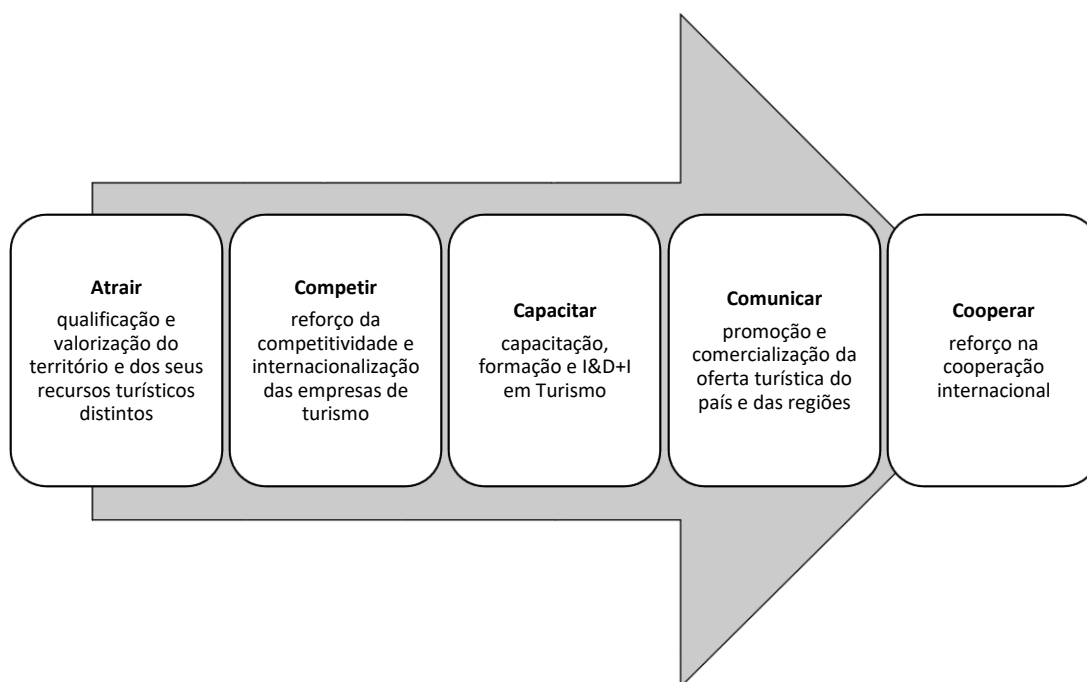 Atrair
qualificação e
valorização do
território e dos seus
recursos turísticos
distintos
Competir
reforço da
competitividade e
internacionalização
das empresas de
turismo
Capacitar
capacitação,
formação e I&D+I
em Turismo
Comunicar
promoção e
comercialização da
oferta turística do
país e das regiões
Cooperar
reforço na
cooperação
internacional